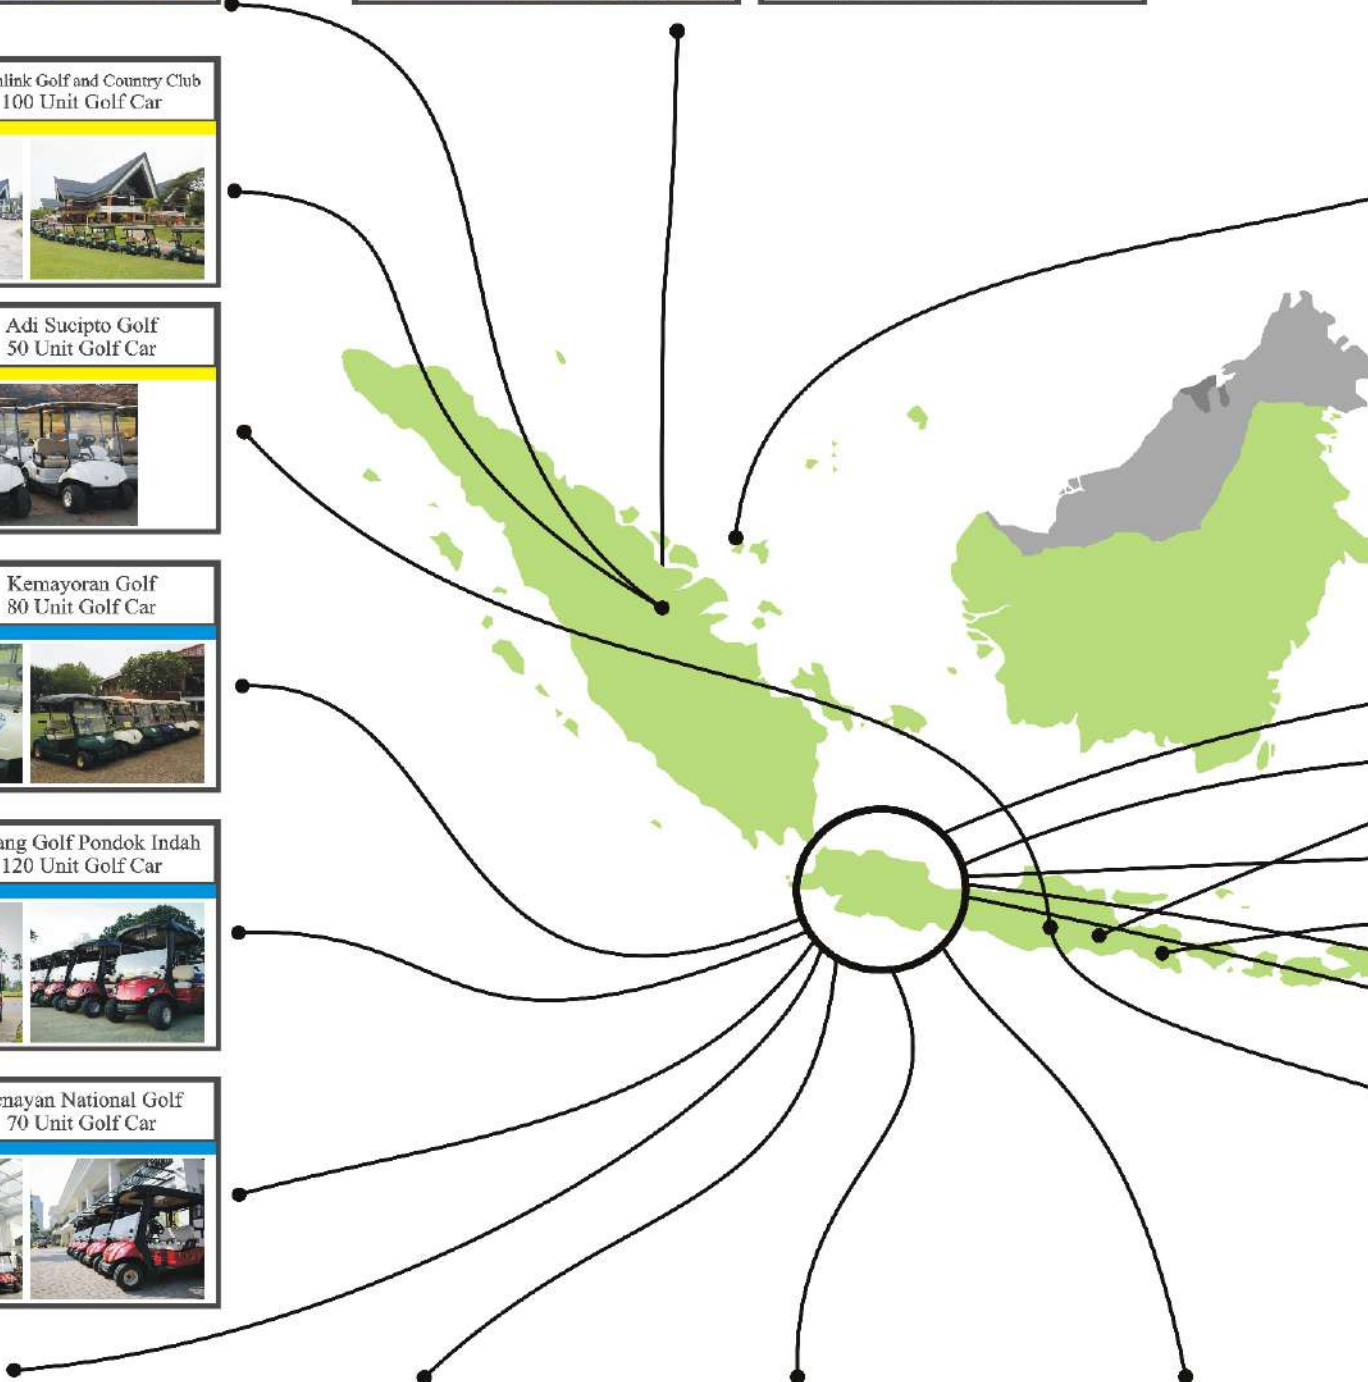 link Golf and Country Club
100 Unit Golf Car
Adi Sucipto Golf
50 Unit Golf Car
Kemayoran Golf
80 Unit Golf Car
ang Golf Pondok Indah
120 Unit Golf Car
nayan National Golf
70 Unit Golf Car